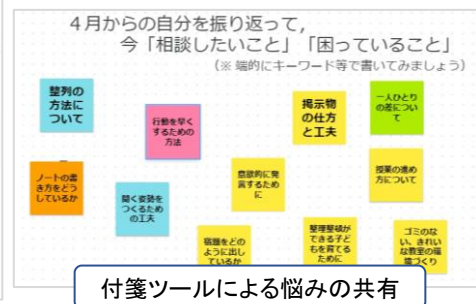 ４月からの自分を振り返って，
今「相談したいこと」「困っていること」
（※ 端的にキーワード等で書いてみましょう）
整列の
方法に
ついて
行動を早く
するための
方法
掲示物
の仕方
と工夫
一人ひとり
の差につい
て
ノートの書
き方をどう
しているか
聞く姿勢を
つくるため
の工夫
意欲的に発
言するため
に
授業の進め
方について
宿題をどの
ように出し
ているか
整理整頓が
できる子ど
もを育てる
ために
ゴミのな
い、きれい
な教室の環
境づくり
付箋ツールによる悩みの共有